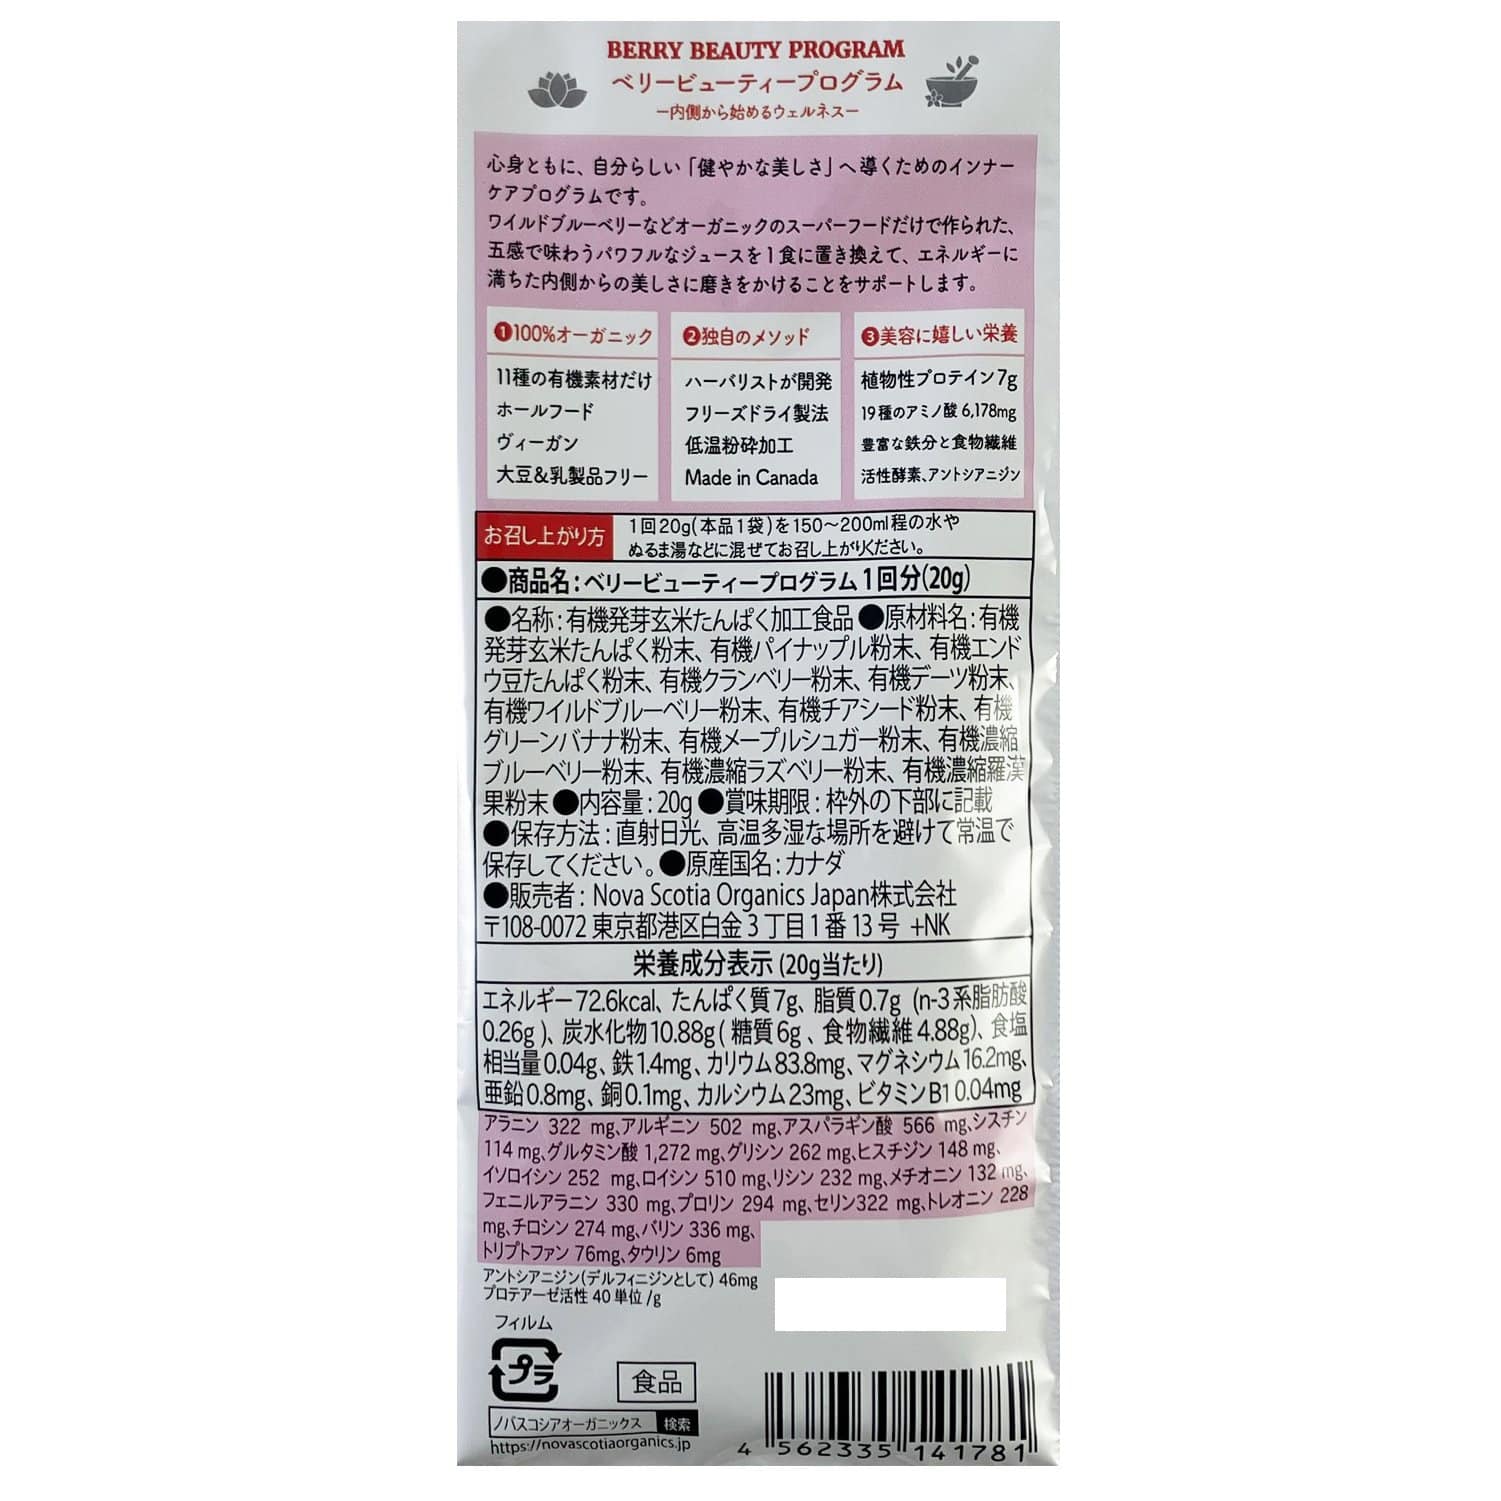 BERRY BEAUTY PROGRAM
ベリービューティープログラム
ー内側から始めるウェルネスー
心身ともに、自分らしい「健やかな美しさ」へ導くためのインナー
ケアプログラムです。
ワイルドブルーベリーなどオーガニックのスーパーフードだけで作られた、
五感で味わうパワフルなジュースを1食に置き換えて、エネルギーに
満ちた内側からの美しさに磨きをかけることをサポートします。
❶100%オーガニック
11種の有機素材だけ
ホールフード
ヴィーガン
大豆&乳製品フリー
❷独自のメソッド
ハーバリストが開発
フリーズドライ製法
低温粉砕加工
Made in Canada
❸美容に嬉しい栄養
植物性プロテイン7g
19種のアミノ酸 6,178mg
豊富な鉄分と食物繊維
活性酵素、アントシアニジン
お召し上がり方
1回20g(本品1袋)を150〜200ml程の水や
ぬるま湯などに混ぜてお召し上がりください。
●商品名:ベリービューティープログラム1回分(20g)
●名称:有機発芽玄米たんぱく加工食品 ●原材料名:有機
発芽玄米たんぱく粉末、有機パイナップル粉末、有機エンド
ウ豆たんぱく粉末、有機クランベリー粉末、有機デーツ粉末、
有機ワイルドブルーベリー粉末、有機チアシード粉末、有機
グリーンバナナ粉末、有機メープルシュガー粉末、有機濃縮
ブルーベリー粉末、有機濃縮ラズベリー粉末、有機濃縮羅漢
果粉末 ●内容量:20g ●賞味期限:枠外の下部に記載
●保存方法:直射日光、高温多湿な場所を避けて常温で
保存してください。●原産国名:カナダ
●販売者:Nova Scotia Organics Japan株式会社
〒108-0072 東京都港区白金3丁目1番13号 +NK
栄養成分表示 (20g当たり)
エネルギー72.6kcal、たんぱく質7g、脂質0.7g (n-3系脂肪酸
0.26g)、炭水化物10.88g(糖質6g、食物繊維4.88g)、食塩
相当量0.04g、鉄1.4mg、カリウム83.8mg、マグネシウム16.2mg、
亜鉛0.8mg、銅0.1mg、カルシウム23mg、ビタミンB1 0.04mg
アラニン 322 mg、アルギニン 502 mg、アスパラギン酸 566 mg、シスチン
114 mg、グルタミン酸 1,272 mg、グリシン 262 mg、ヒスチジン 148 mg、
イソロイシン 252 mg、ロイシン 510 mg、リシン 232 mg、メチオニン 132 mg、
フェニルアラニン 330 mg、プロリン 294 mg、セリン322 mg、トレオニン 228
mg、チロシン 274 mg、バリン 336 mg、
トリプトファン 76mg、タウリン 6mg
アントシアニジン(デルフィニジンとして) 46mg
プロテアーゼ活性 40単位/g
フィルム
プラ
食品
ノバスコシアオーガニックス 検索
https://novascotiaorganics.jp
4 562335 141781